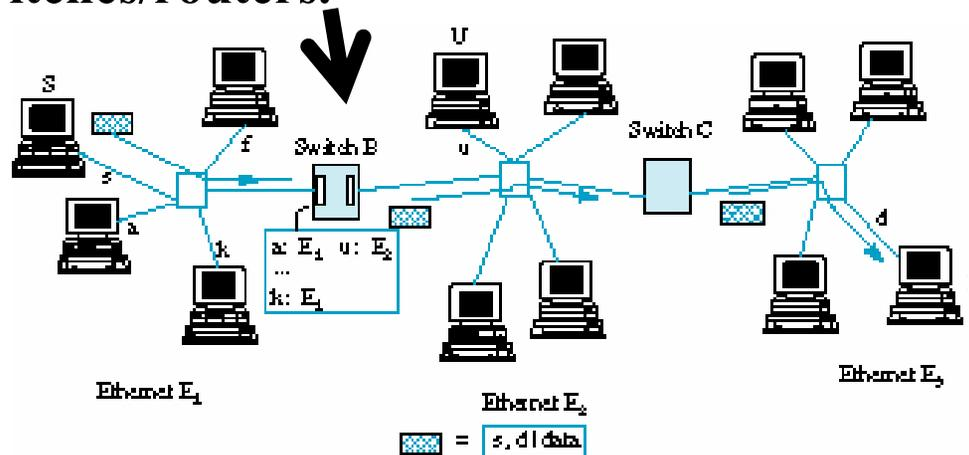 U
S
f
Switch B
Switch C
s
u
a
d
k
a: E1 u: E2
...
k: E1
Ethernet E1
Ethernet E2
Ethernet E3
= s, d | data